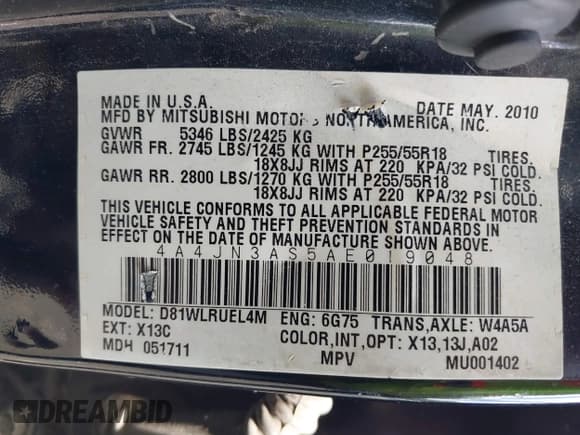 MADE IN U.S.A. DATE MAY. 2010
MFD BY MITSUBISHI MOTORS NORTH AMERICA, INC.
GVWR 5346 LBS/2425 KG
GAWR FR. 2745 LBS/1245 KG WITH P255/55R18 TIRES.
18X8JJ RIMS AT 220 KPA/32 PSI COLD.
GAWR RR. 2800 LBS/1270 KG WITH P255/55R18 TIRES.
18X8JJ RIMS AT 220 KPA/32 PSI COLD.
THIS VEHICLE CONFORMS TO ALL APPLICABLE FEDERAL MOTOR
VEHICLE SAFETY AND THEFT PREVENTION STANDARDS IN
EFFECT ON THE DATE OF MANUFACTURE SHOWN ABOVE.
4A4JN3AS5AE019048
MODEL: D81WLRUEL4M ENG: 6G75 TRANS,AXLE: W4A5A
EXT: X13C COLOR,INT,OPT: X13,13J,A02
MDH 051711 MPV MU001402
DREAMBID